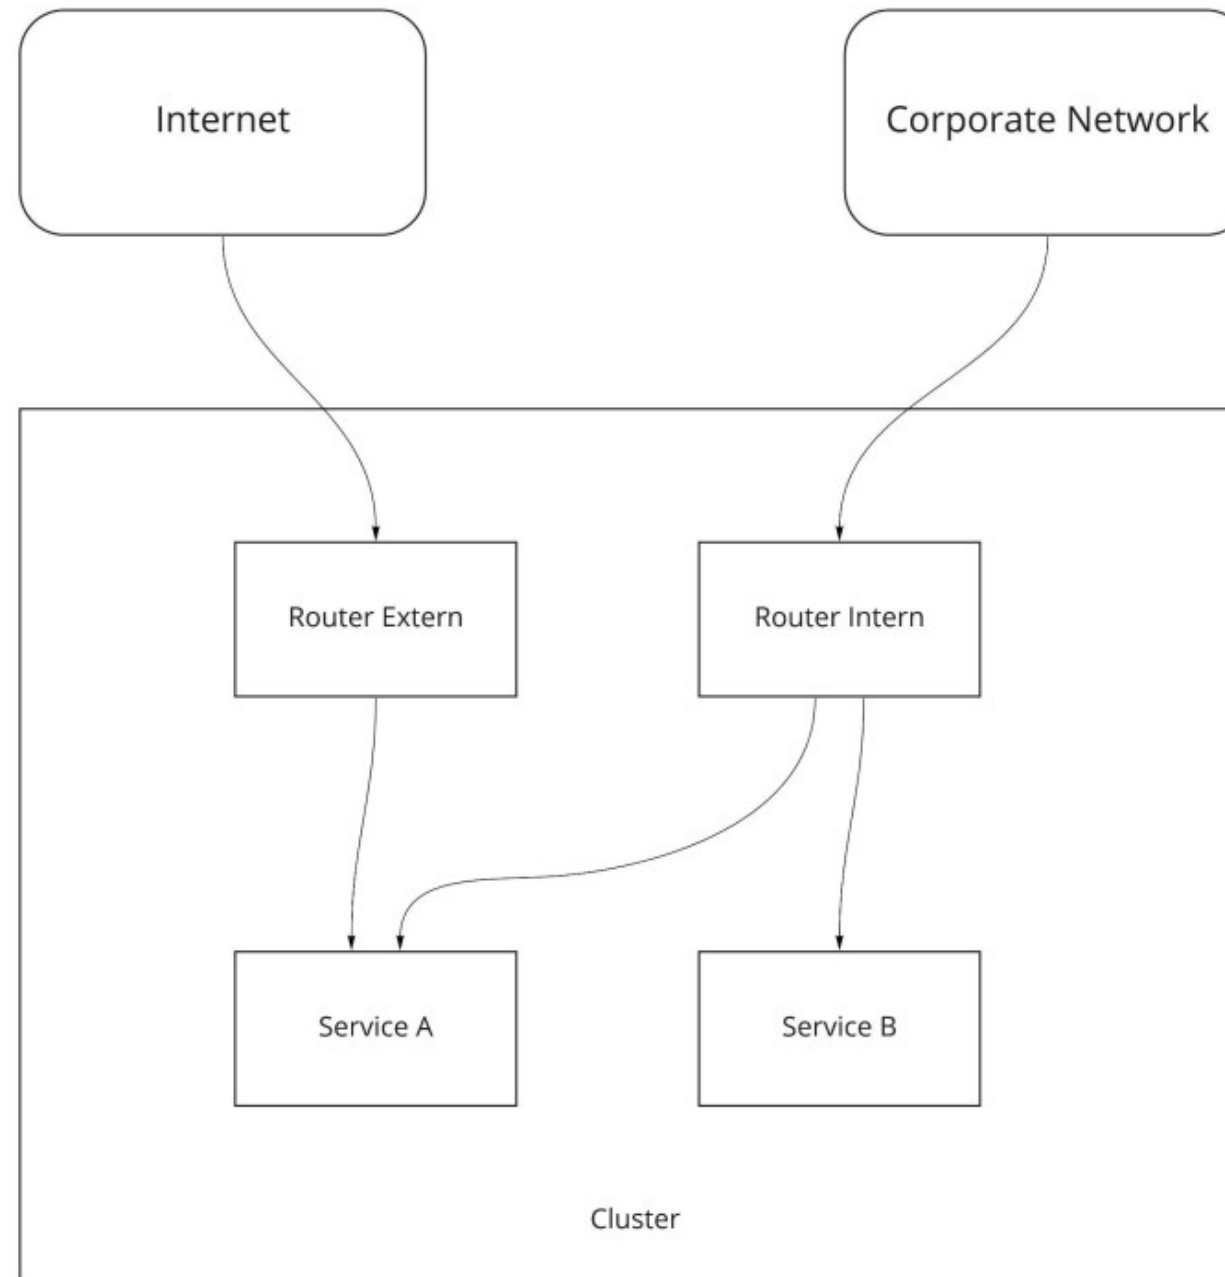 Internet
Corporate Network
Router Extern
Router Intern
Service A
Service B
Cluster